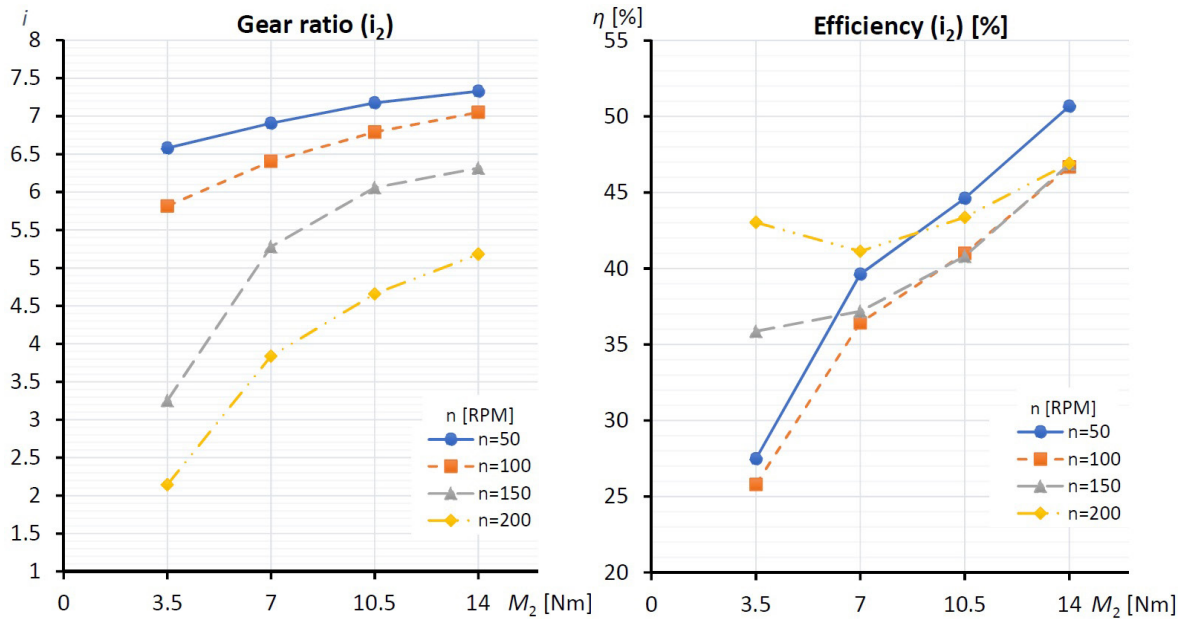 i
Gear ratio (i₂)
8
7.5
7
6.5
6
5.5
5
4.5
4
3.5
3
2.5
2
1.5
1
0 3.5 7 10.5 14 M₂ [Nm]
n [RPM]
n=50
n=100
n=150
n=200
η [%]
Efficiency (i₂) [%]
55
50
45
40
35
30
25
20
0 3.5 7 10.5 14 M₂ [Nm]
n [RPM]
n=50
n=100
n=150
n=200